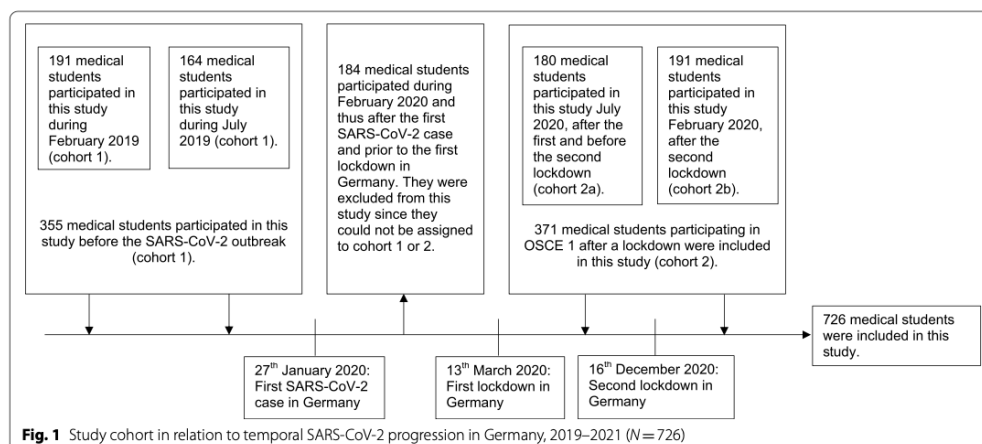 191 medical
students
participated in
this study
during
February 2019
(cohort 1).
164 medical
students
participated in
this study
during July
2019 (cohort 1).
355 medical students participated in this
study before the SARS-CoV-2 outbreak
(cohort 1).
184 medical students
participated during
February 2020 and
thus after the first
SARS-CoV-2 case
and prior to the first
lockdown in
Germany. They were
excluded from this
study since they
could not be assigned
to cohort 1 or 2.
180 medical
students
participated in
this study July
2020, after the
first and before
the second
lockdown
(cohort 2a).
191 medical
students
participated in
this study
February 2020,
after the
second
lockdown
(cohort 2b).
371 medical students participating in
OSCE 1 after a lockdown were included
in this study (cohort 2).
726 medical students
were included in this
study.
27th January 2020:
First SARS-CoV-2
case in Germany
13th March 2020:
First lockdown in
Germany
16th December 2020:
Second lockdown in
Germany
Fig. 1 Study cohort in relation to temporal SARS-CoV-2 progression in Germany, 2019–2021 (N = 726)